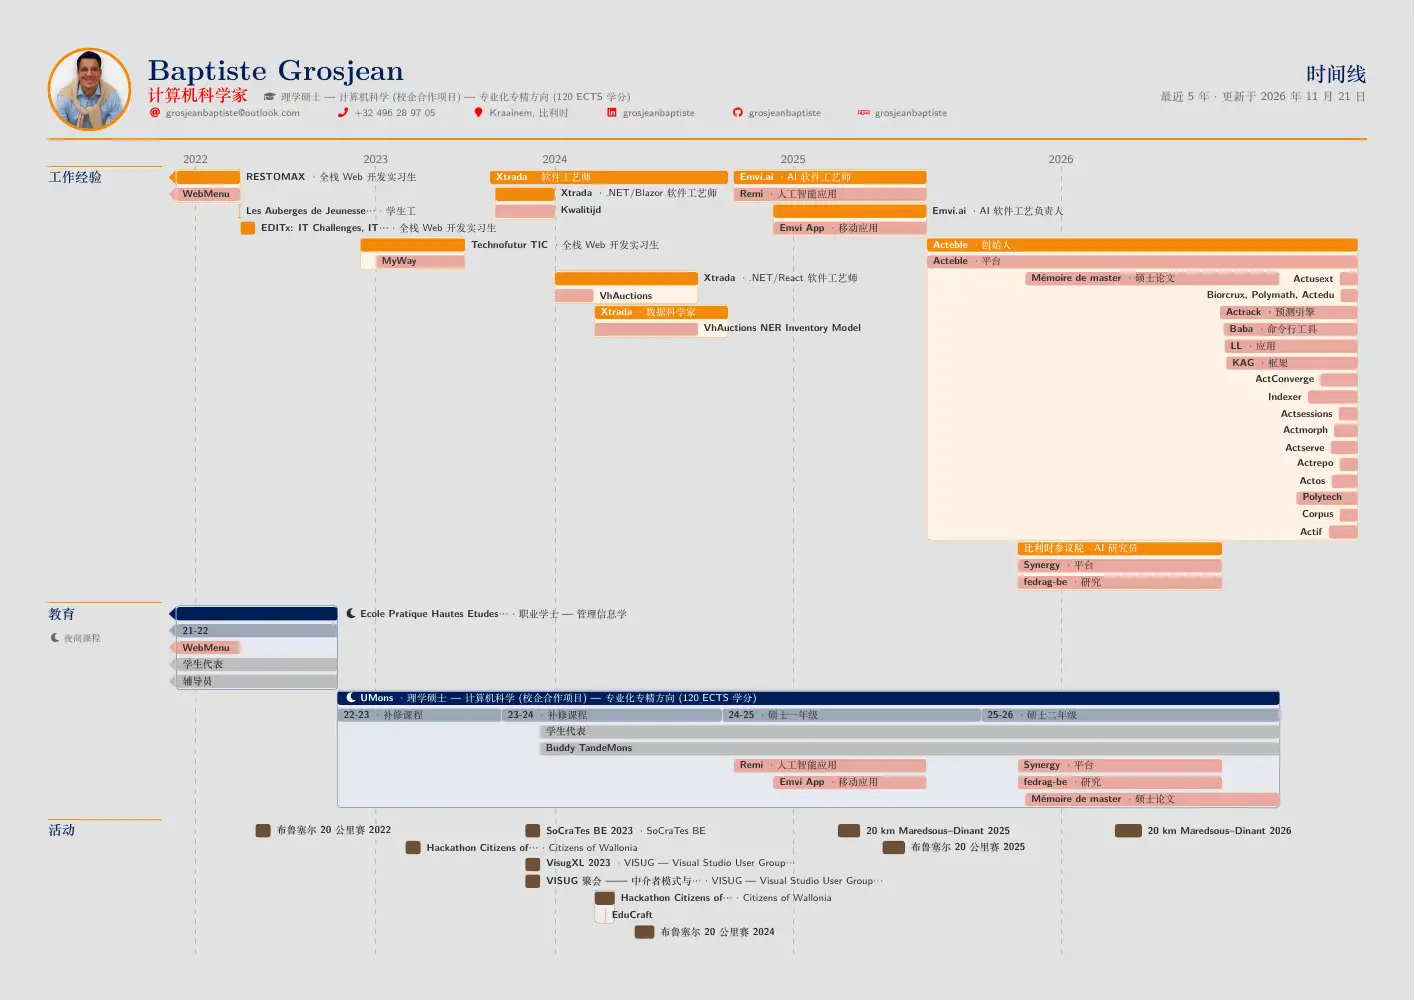 Baptiste Grosjean
时间线
计算机科学家 理学硕士 — 计算机科学 (校企合作项目) — 专业化专精方向 (120 ECTS 学分)
最近 5 年 · 更新于 2026 年 11 月 21 日
grosjeanbaptiste@outlook.com +32 496 28 97 05 Kraainem, 比利时 grosjeanbaptiste grosjeanbaptiste grosjeanbaptiste
2022 2023 2024 2025 2026
工作经验
RESTOMAX · 全栈 Web 开发实习生
Xtrada 软件工艺师
Emvi.ai · AI 软件工艺师
WebMenu
Xtrada · .NET/Blazor 软件工艺师
Remi · 人工智能应用
Les Auberges de Jeunesse··· · 学生工
Kwalitijd
Emvi.ai · AI 软件工艺负责人
EDITx: IT Challenges, IT··· · 全栈 Web 开发实习生
Emvi App · 移动应用
Technofutur TIC · 全栈 Web 开发实习生
Acteble · 创始人
MyWay
Acteble · 平台
Xtrada · .NET/React 软件工艺师
Mémoire de master · 硕士论文
Actusext
VhAuctions
Biorcrux, Polymath, Actedu
Xtrada · 数据科学家
Actrack · 预测引擎
VhAuctions NER Inventory Model
Baba · 命令行工具
LL · 应用
KAG · 框架
ActConverge
Indexer
Actsessions
Actmorph
Actserve
Actrepo
Actos
Polytech
Corpus
Actif
比利时参议院 · AI 研究员
Synergy · 平台
fedrag-be · 研究
教育
夜间课程
Ecole Pratique Hautes Etudes··· · 职业学士 — 管理信息学
21-22
WebMenu
学生代表
辅导员
UMons · 理学硕士 — 计算机科学 (校企合作项目) — 专业化专精方向 (120 ECTS 学分)
22-23 · 补修课程 23-24 · 补修课程 24-25 · 硕士一年级 25-26 · 硕士二年级
学生代表
Buddy TandeMons
Remi · 人工智能应用 Synergy · 平台
Emvi App · 移动应用 fedrag-be · 研究
Mémoire de master · 硕士论文
活动
布鲁塞尔 20 公里赛 2022
SoCraTes BE 2023 · SoCraTes BE
20 km Maredsous–Dinant 2025
20 km Maredsous–Dinant 2026
Hackathon Citizens of··· · Citizens of Wallonia
布鲁塞尔 20 公里赛 2025
VisugXL 2023 · VISUG — Visual Studio User Group···
VISUG 聚会 —— 中介者模式与··· · VISUG — Visual Studio User Group···
Hackathon Citizens of··· · Citizens of Wallonia
EduCraft
布鲁塞尔 20 公里赛 2024